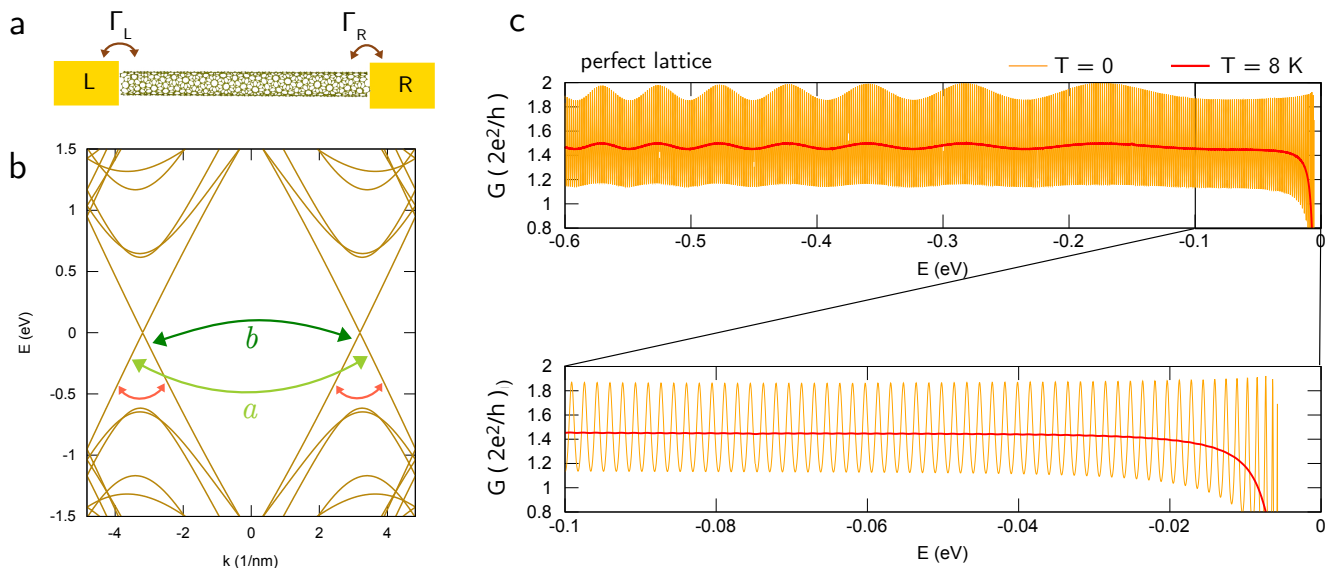 a
Γ_L
Γ_R
L
R
b
1.5
1
0.5
0
-0.5
-1
-1.5
E (eV)
b
a
-4
-2
0
2
4
k (1/nm)
c
perfect lattice
T = 0
T = 8 K
2
1.8
1.6
1.4
1.2
1
0.8
G ( 2e²/h )
-0.6
-0.5
-0.4
-0.3
-0.2
-0.1
0
E (eV)
2
1.8
1.6
1.4
1.2
1
0.8
G ( 2e²/h )
-0.1
-0.08
-0.06
-0.04
-0.02
0
E (eV)